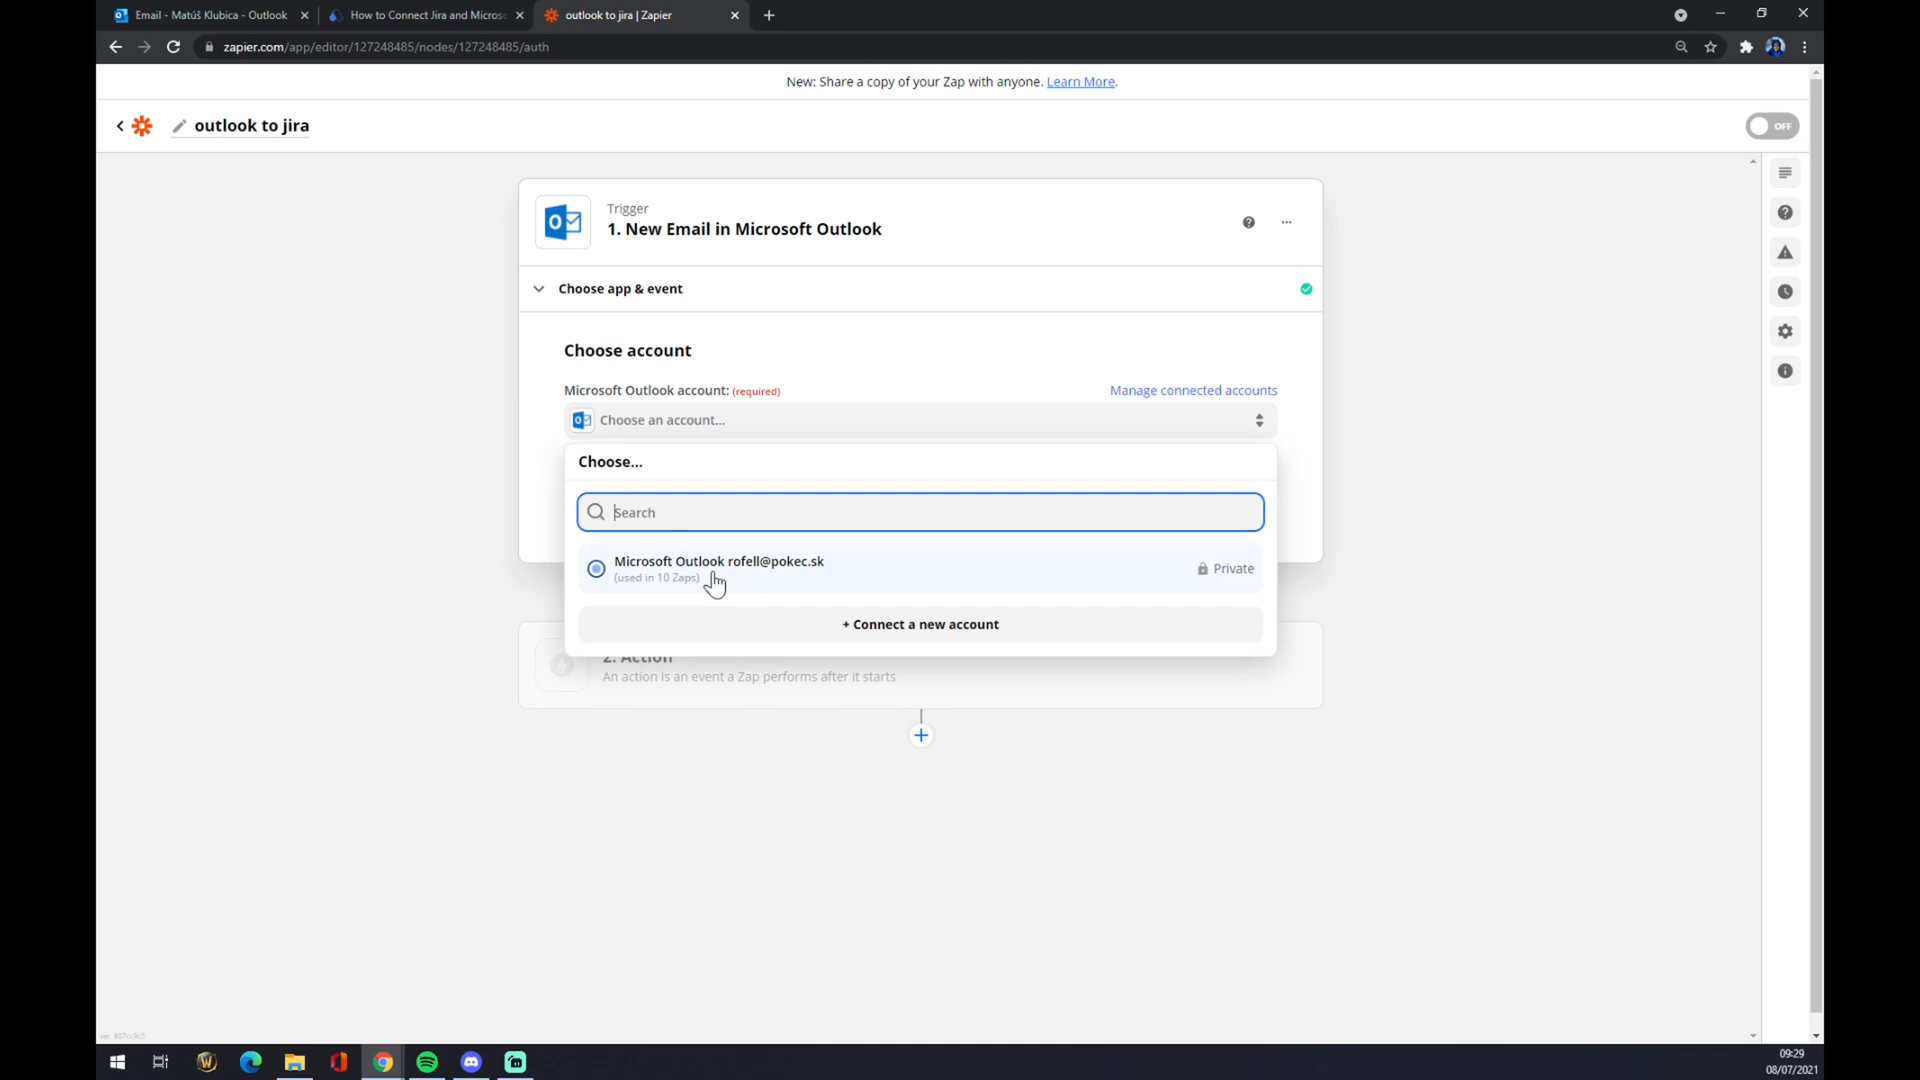 Email - Matúš Klubica - Outlook
How to Connect Jira and Micros
outlook to jira | Zapier
zapier.com/app/editor/127248485/nodes/127248485/auth
New: Share a copy of your Zap with anyone. Learn More.
outlook to jira
OFF
Trigger
1. New Email in Microsoft Outlook
Choose app & event
Choose account
Microsoft Outlook account: (required)
Manage connected accounts
Choose an account...
Choose...
Search
Microsoft Outlook rofell@pokec.sk
(used in 10 Zaps)
Private
+ Connect a new account
2. Action
An action is an event a Zap performs after it starts
09:29
08/07/2021